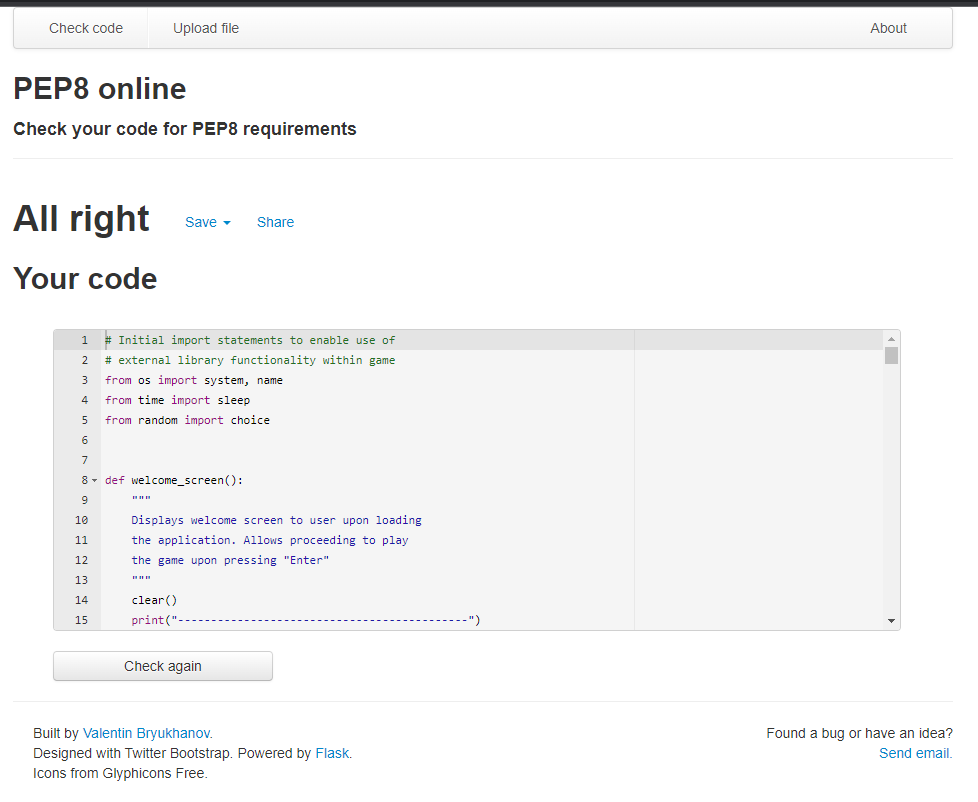 Check code Upload file About
PEP8 online
Check your code for PEP8 requirements
All right Save Share
Your code
1 # Initial import statements to enable use of
2 # external library functionality within game
3 from os import system, name
4 from time import sleep
5 from random import choice
6
7
8 def welcome_screen():
9 """
10 Displays welcome screen to user upon loading
11 the application. Allows proceeding to play
12 the game upon pressing "Enter"
13 """
14 clear()
15 print("--------------------------------------------")
Check again
Built by Valentin Bryukhanov. Found a bug or have an idea?
Designed with Twitter Bootstrap. Powered by Flask. Send email.
Icons from Glyphicons Free.